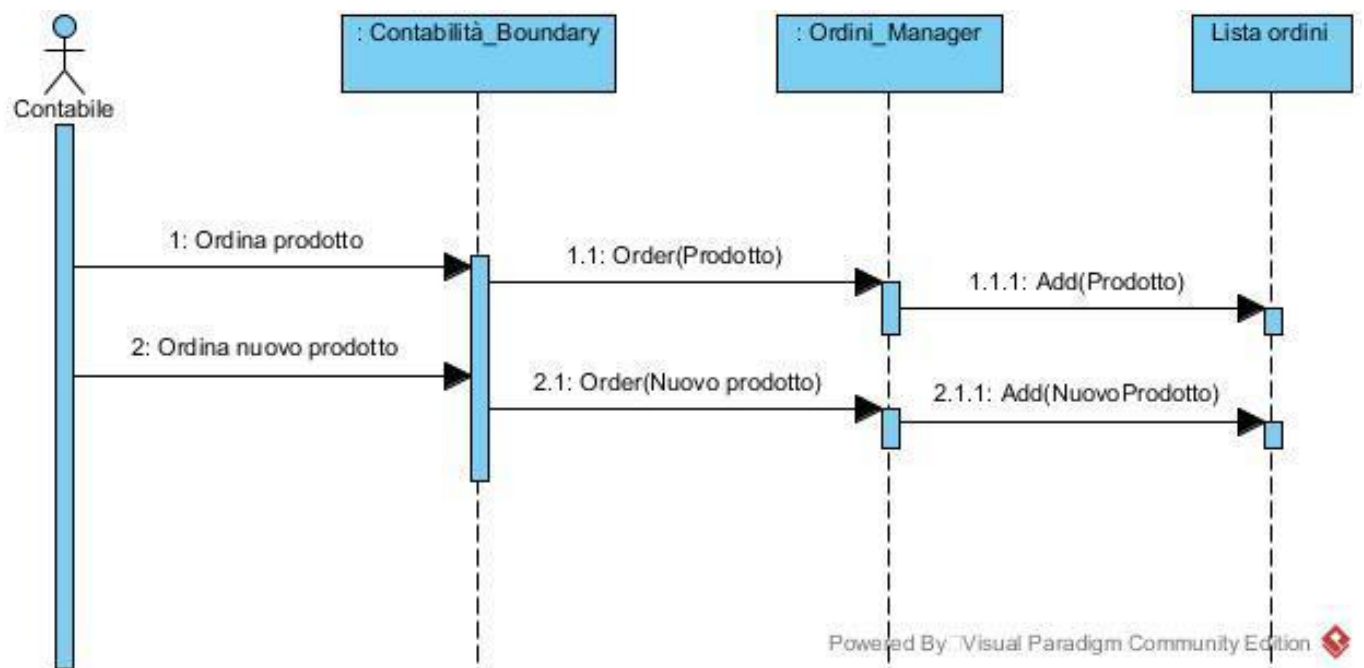 : Contabilità_Boundary
: Ordini_Manager
Lista ordini
Contabile
1: Ordina prodotto
1.1: Order(Prodotto)
1.1.1: Add(Prodotto)
2: Ordina nuovo prodotto
2.1: Order(Nuovo prodotto)
2.1.1: Add(NuovoProdotto)
Powered By Visual Paradigm Community Edition